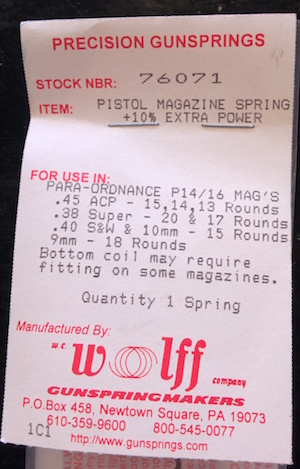 PRECISION GUNSPRINGS
STOCK NBR: 76071
ITEM: PISTOL MAGAZINE SPRING
+10% EXTRA POWER
FOR USE IN:
PARA-ORDNANCE P14/16 MAG'S
.45 ACP - 15,14,13 Rounds
.38 Super - 20 & 17 Rounds
.40 S&W & 10mm - 15 Rounds
9mm - 18 Rounds
Bottom coil may require
fitting on some magazines.
Quantity 1 Spring
Manufactured By:
w.c. wolff company
GUNSPRINGMAKERS
P.O.Box 458, Newtown Square, PA 19073
610-359-9600 800-545-0077
1C1
http://www.gunsprings.com